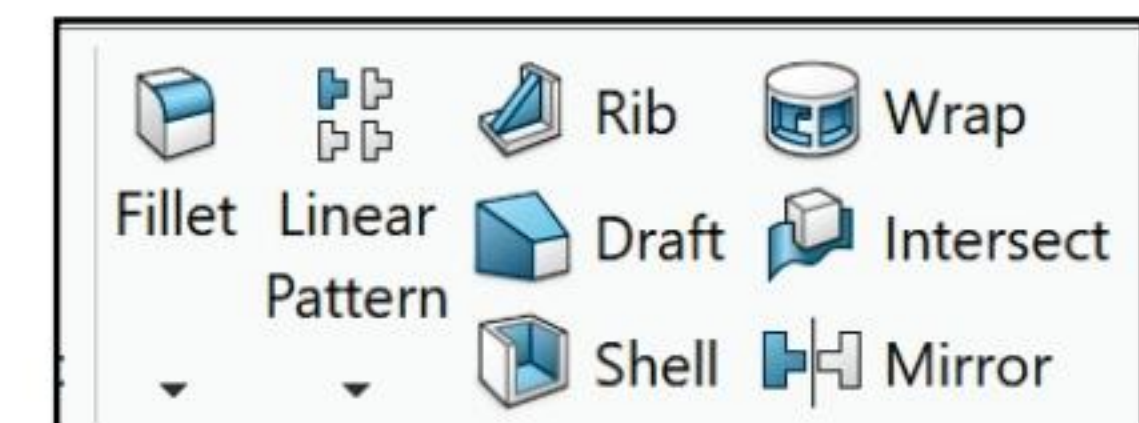 Fillet
Linear
Pattern
Rib
Draft
Shell
Wrap
Intersect
Mirror